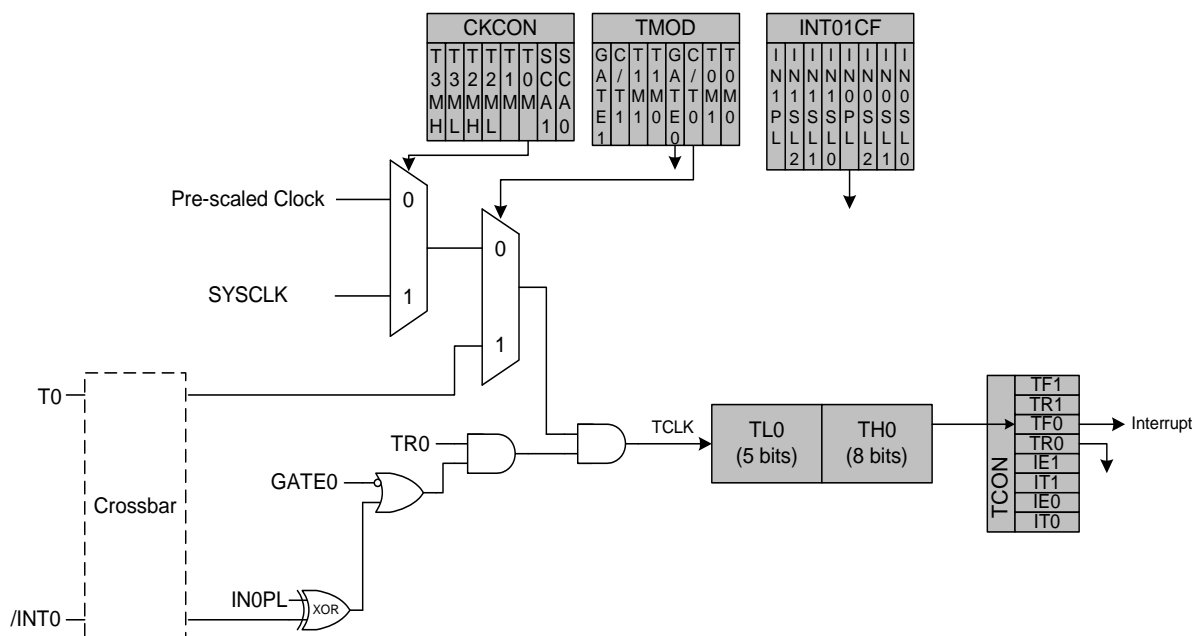 CKCON
T3MH
T3ML
T2MH
T2ML
T1M
T0M
SCA1
SCA0
TMOD
GATE1
C/T1
T1M1
T1M0
GATE0
C/T0
T0M1
T0M0
INT01CF
IN1PL
IN1SL2
IN1SL1
IN1SL0
IN0PL
IN0SL2
IN0SL1
IN0SL0
Pre-scaled Clock
0
SYSCLK
1
0
1
T0
Crossbar
/INT0
TR0
GATE0
IN0PL
XOR
TCLK
TL0
(5 bits)
TH0
(8 bits)
TCON
TF1
TR1
TF0
TR0
IE1
IT1
IE0
IT0
Interrupt